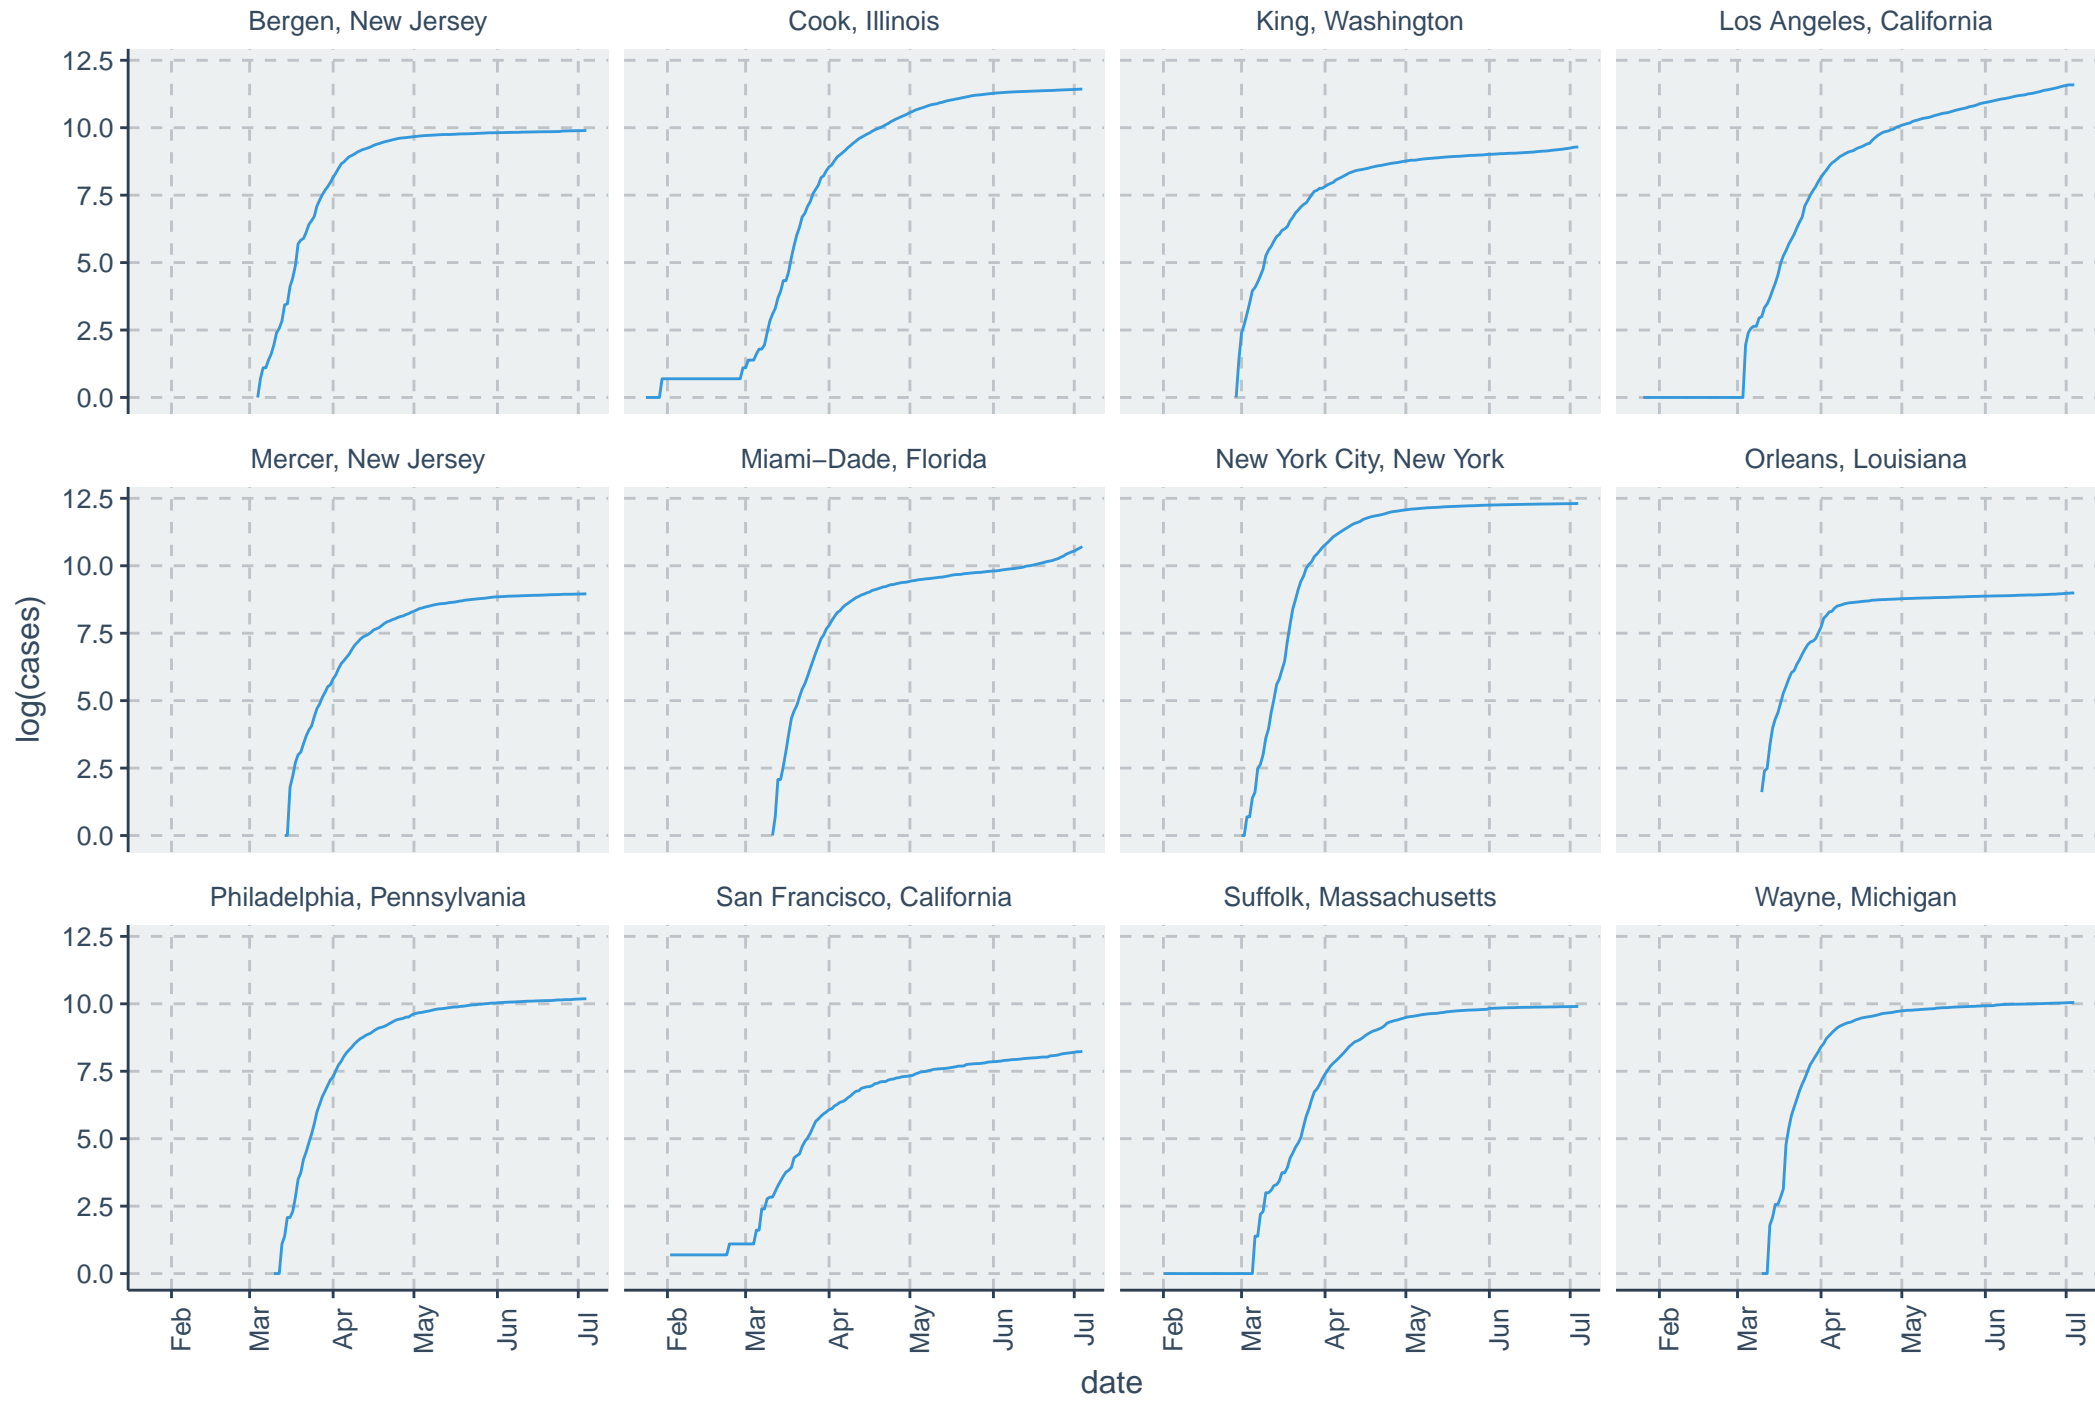 Bergen, New Jersey
Cook, Illinois
King, Washington
Los Angeles, California
12.5
10.0
7.5
5.0
2.5
0.0
Mercer, New Jersey
Miami−Dade, Florida
New York City, New York
Orleans, Louisiana
12.5
10.0
7.5
5.0
2.5
0.0
log(cases)
Philadelphia, Pennsylvania
San Francisco, California
Suffolk, Massachusetts
Wayne, Michigan
12.5
10.0
7.5
5.0
2.5
0.0
Feb
Mar
Apr
May
Jun
Jul
Feb
Mar
Apr
May
Jun
Jul
Feb
Mar
Apr
May
Jun
Jul
Feb
Mar
Apr
May
Jun
Jul
date